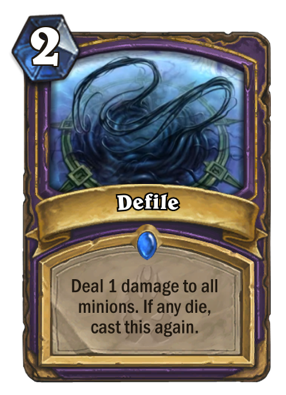 2
Defile
Deal 1 damage to all
minions. If any die,
cast this again.